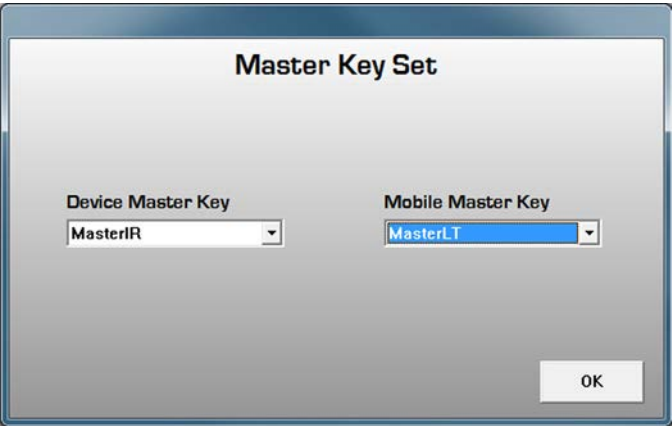 Master Key Set
Device Master Key
Mobile Master Key
MasterIR
MasterLT
OK